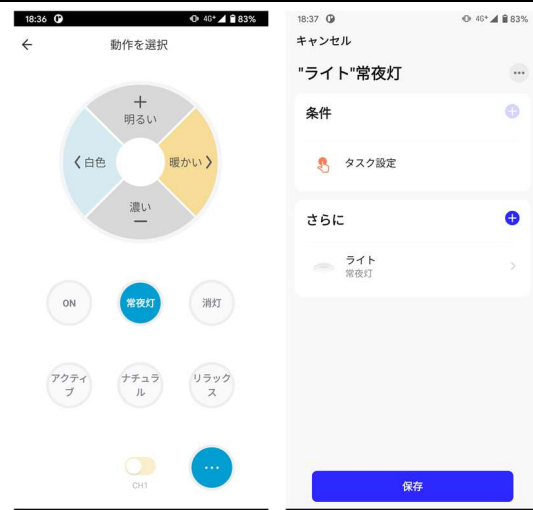 18:36 4G+ 83%
動作を選択
+
明るい
白色
暖かい
濃い
ON
常夜灯
消灯
アクティ
ブ
ナチュラ
ル
リラック
ス
CH1
18:37 4G+ 83%
キャンセル
"ライト"常夜灯
条件
タスク設定
さらに
ライト
常夜灯
保存